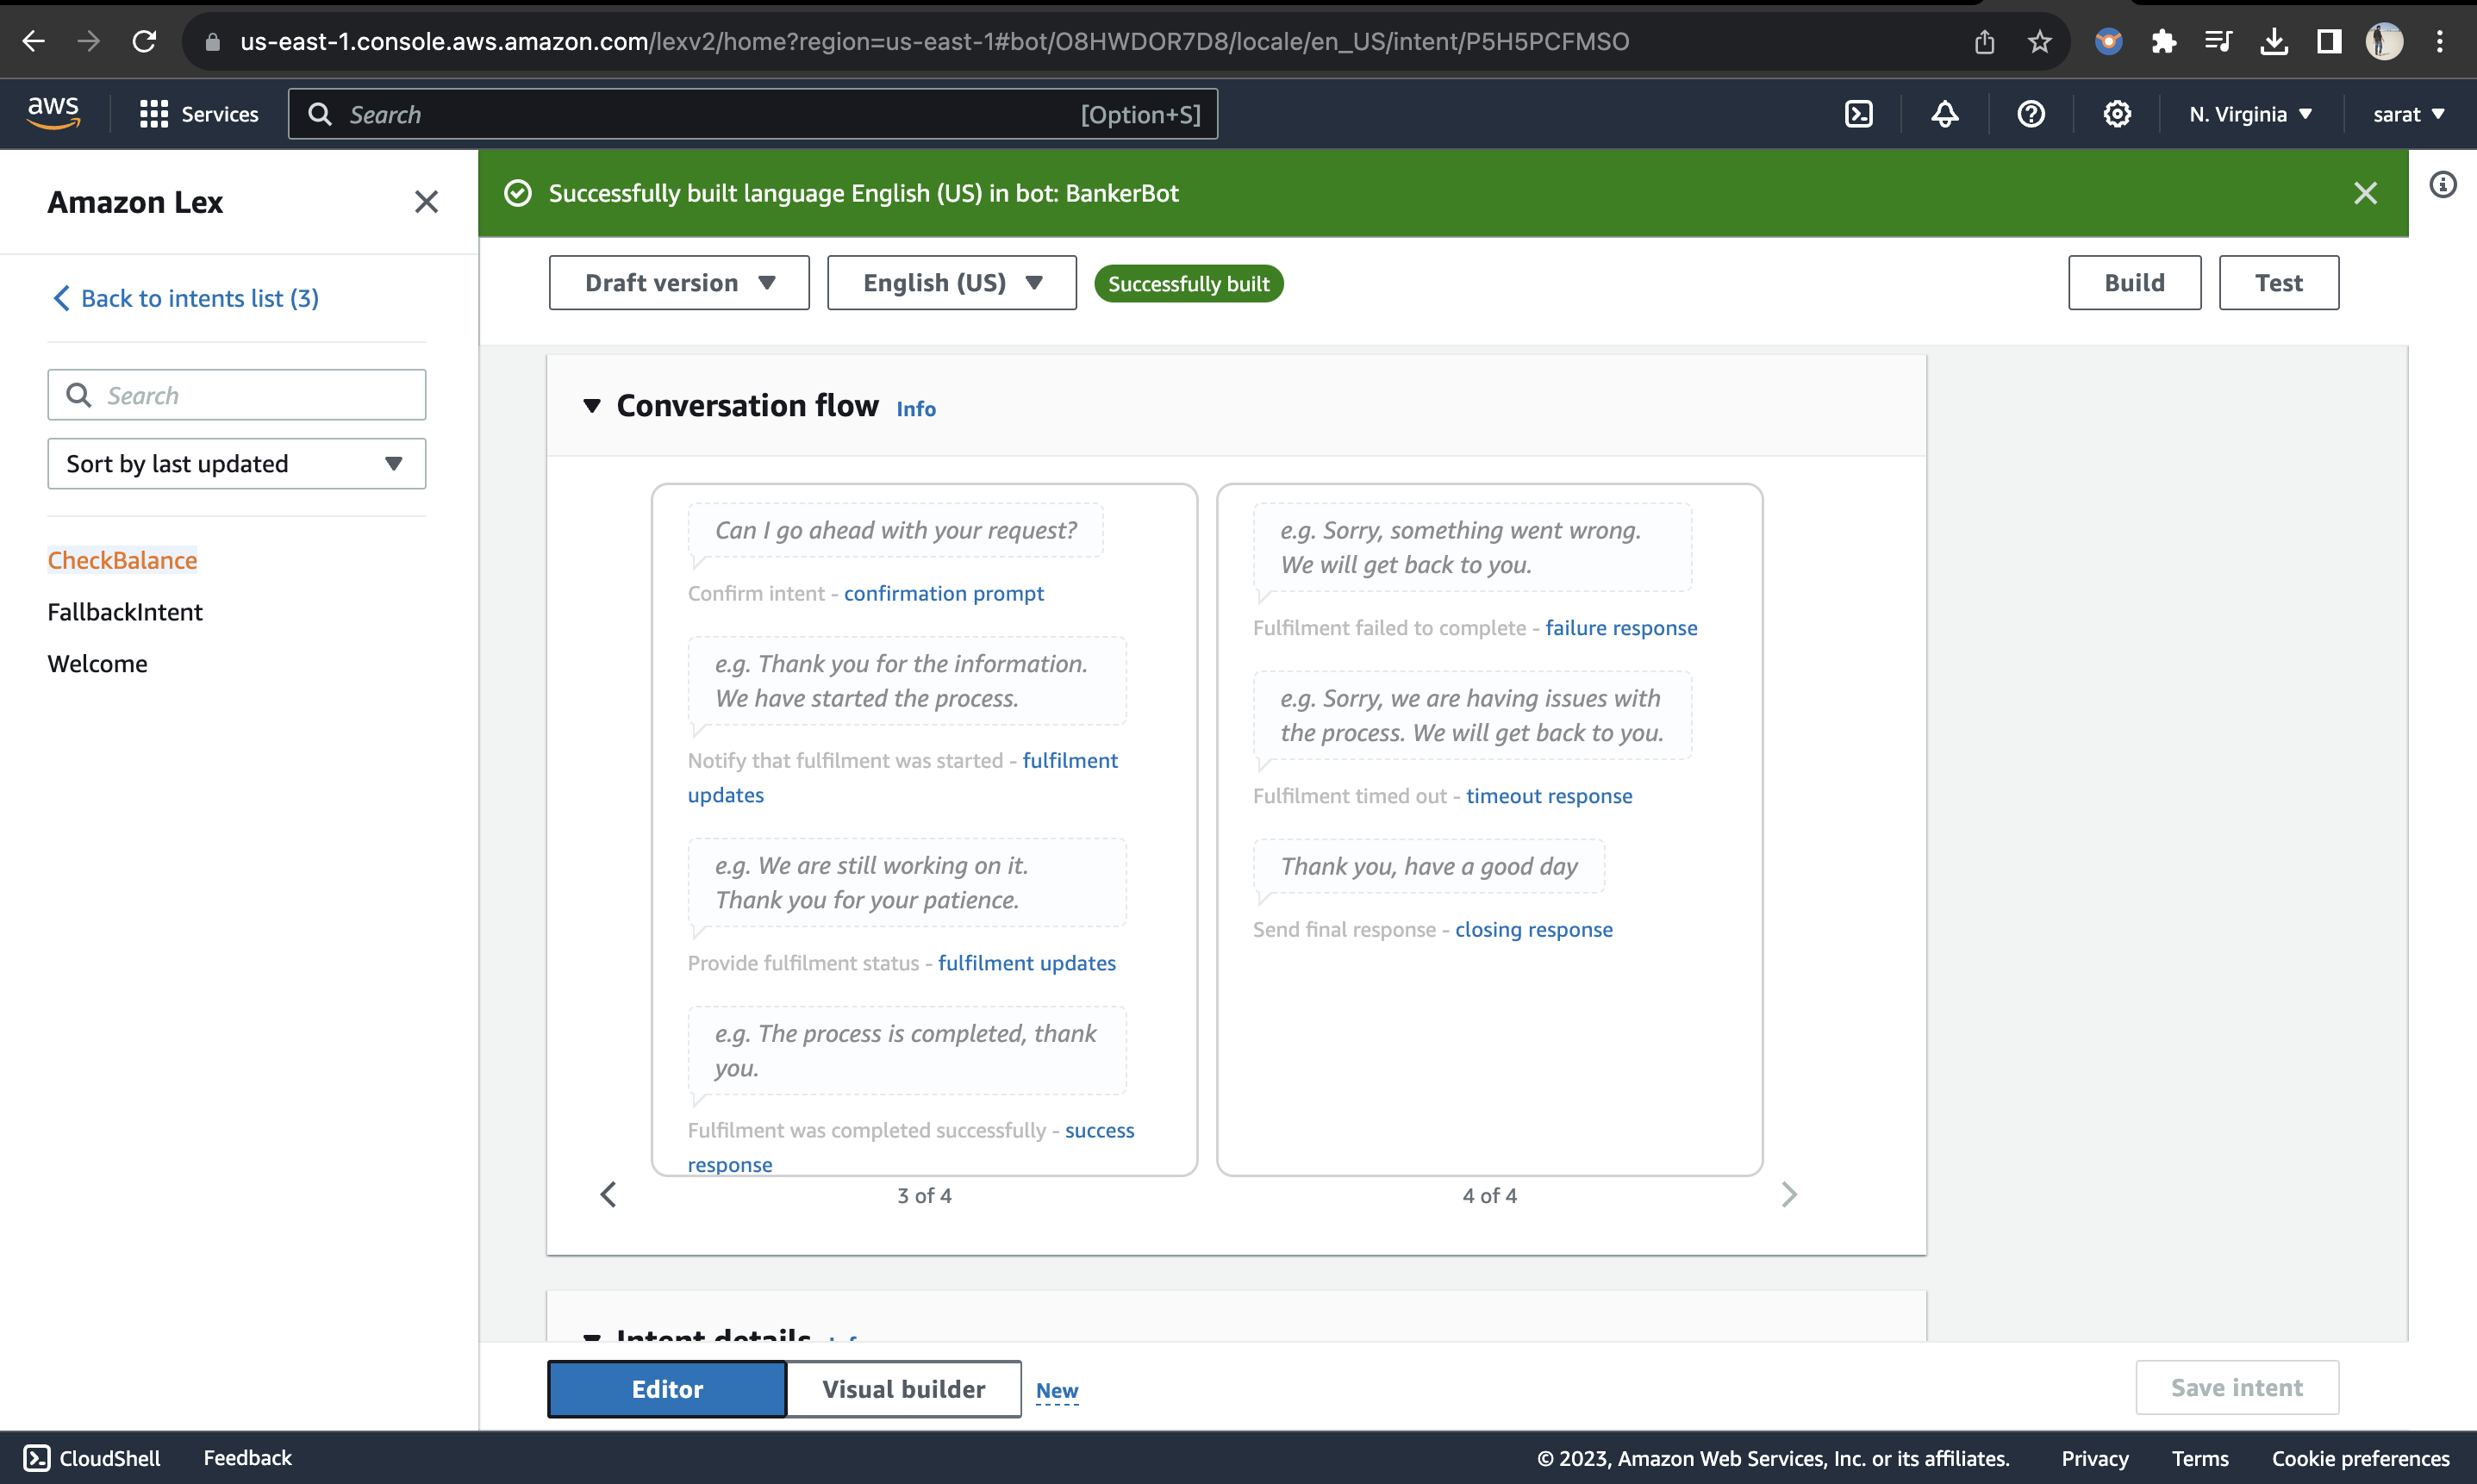 us-east-1.console.aws.amazon.com/lexv2/home?region=us-east-1#bot/O8HWDOR7D8/locale/en_US/intent/P5H5PCFMSO
aws
Services
Search
[Option+S]
N. Virginia
sarat
Amazon Lex
Back to intents list (3)
Search
Sort by last updated
CheckBalance
FallbackIntent
Welcome
Successfully built language English (US) in bot: BankerBot
Draft version
English (US)
Successfully built
Build
Test
Conversation flow Info
Can I go ahead with your request?
Confirm intent - confirmation prompt
e.g. Thank you for the information.
We have started the process.
Notify that fulfilment was started - fulfilment
updates
e.g. We are still working on it.
Thank you for your patience.
Provide fulfilment status - fulfilment updates
e.g. The process is completed, thank
you.
Fulfilment was completed successfully - success
response
3 of 4
e.g. Sorry, something went wrong.
We will get back to you.
Fulfilment failed to complete - failure response
e.g. Sorry, we are having issues with
the process. We will get back to you.
Fulfilment timed out - timeout response
Thank you, have a good day
Send final response - closing response
4 of 4
Intent details Info
Editor
Visual builder
New
Save intent
CloudShell
Feedback
© 2023, Amazon Web Services, Inc. or its affiliates.
Privacy
Terms
Cookie preferences